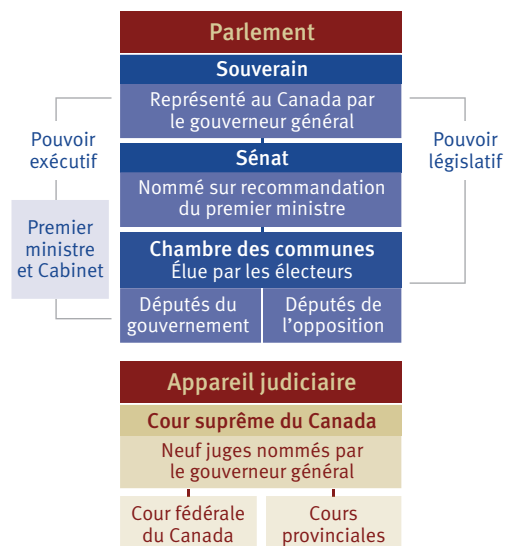 Parlement
Souverain
Représenté au Canada par
le gouverneur général
Pouvoir
exécutif
Pouvoir
législatif
Sénat
Nommé sur recommandation
du premier ministre
Premier
ministre
et Cabinet
Chambre des communes
Élue par les électeurs
Députés du
gouvernement
Députés de
l’opposition
Appareil judiciaire
Cour suprême du Canada
Neuf juges nommés par
le gouverneur général
Cour fédérale
du Canada
Cours
provinciales